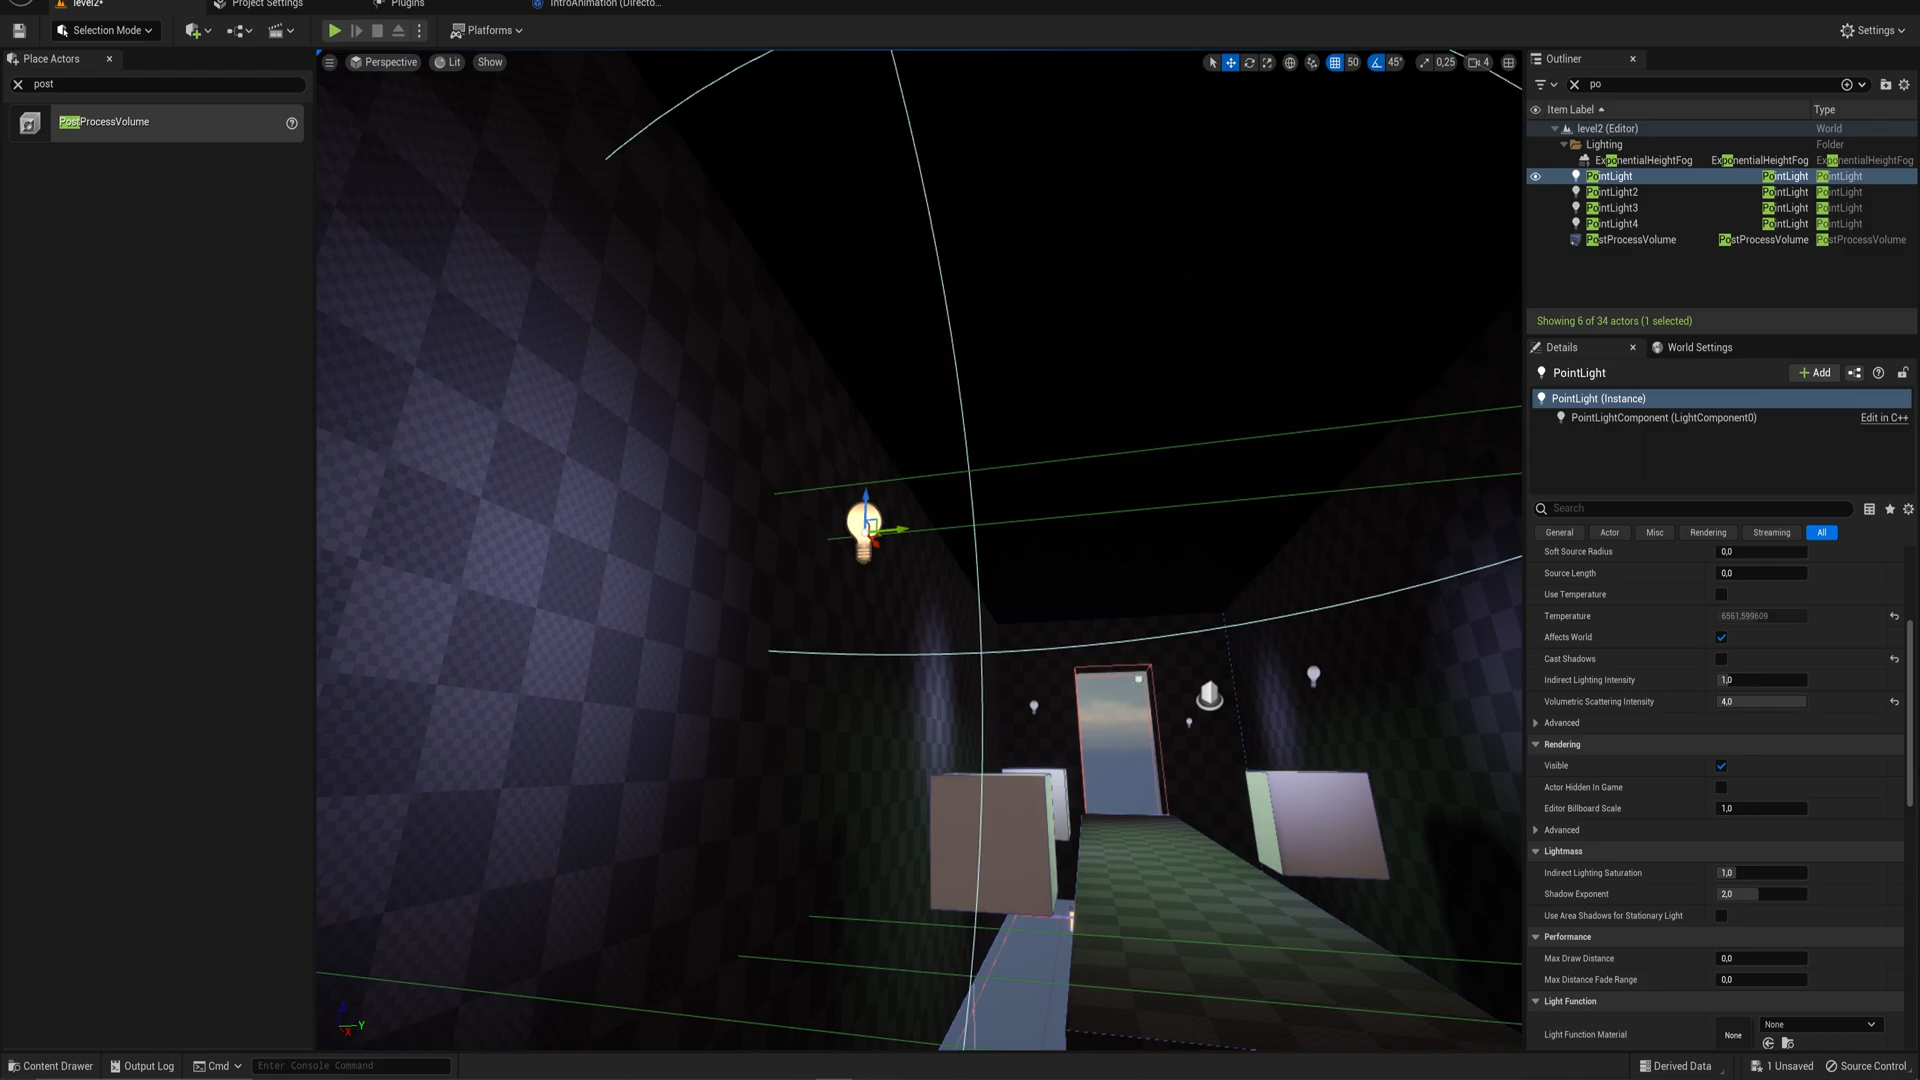 level2*
Project Settings
Plugins
IntroAnimation (Directo...
Selection Mode
Platforms
Settings
Place Actors
post
PostProcessVolume
Perspective
Lit
Show
50
45°
0,25
4
Outliner
po
Item Label
Type
level2 (Editor)
World
Lighting
Folder
ExponentialHeightFog ExponentialHeightFog ExponentialHeightFog
PointLight PointLight PointLight
PointLight2 PointLight PointLight
PointLight3 PointLight PointLight
PointLight4 PointLight PointLight
PostProcessVolume PostProcessVolume PostProcessVolume
Showing 6 of 34 actors (1 selected)
Details
World Settings
PointLight
Add
PointLight (Instance)
PointLightComponent (LightComponent0)
Edit in C++
Search
General
Actor
Misc
Rendering
Streaming
All
Soft Source Radius 0,0
Source Length 0,0
Use Temperature
Temperature 6561,599609
Affects World
Cast Shadows
Indirect Lighting Intensity 1,0
Volumetric Scattering Intensity 4,0
Advanced
Rendering
Visible
Actor Hidden In Game
Editor Billboard Scale 1,0
Advanced
Lightmass
Indirect Lighting Saturation 1,0
Shadow Exponent 2,0
Use Area Shadows for Stationary Light
Performance
Max Draw Distance 0,0
Max Distance Fade Range 0,0
Light Function
Light Function Material None None
X
Y
Content Drawer
Output Log
Cmd
Enter Console Command
Derived Data
1 Unsaved
Source Control